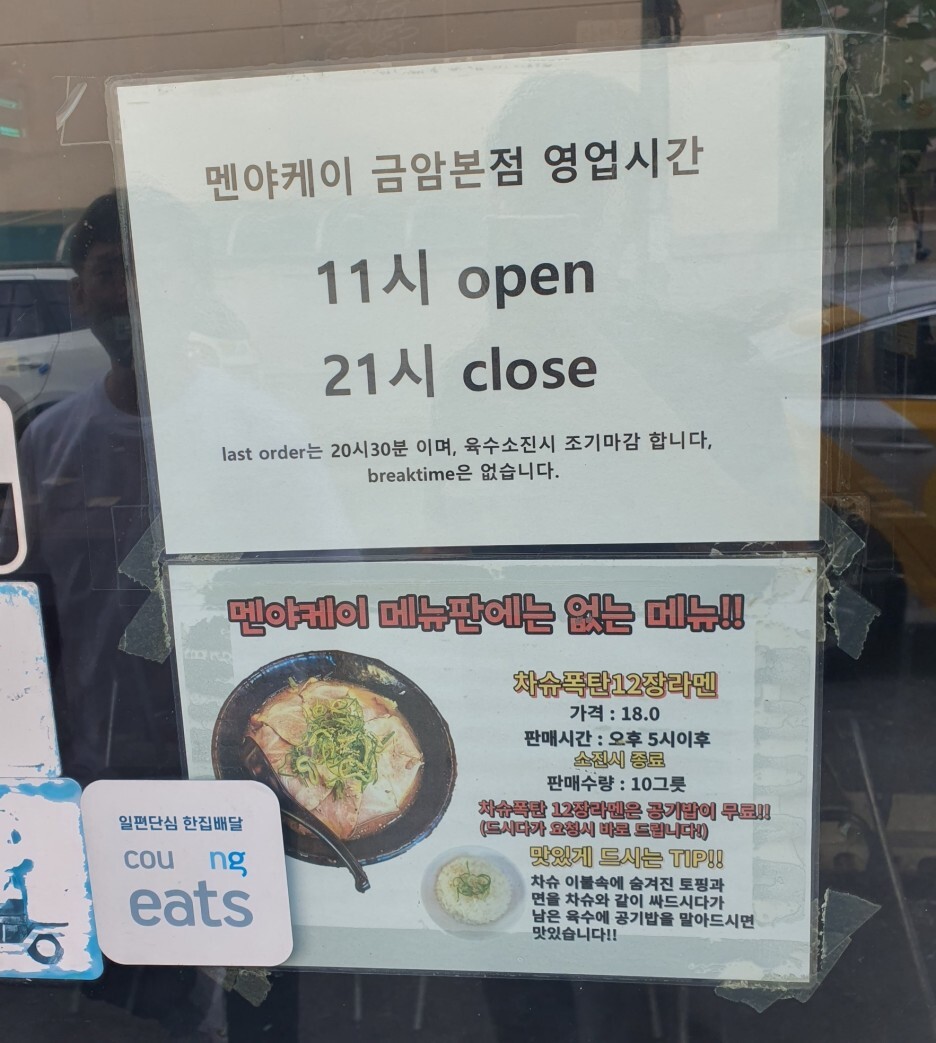 멘야케이 금암본점 영업시간
11시 open
21시 close
last order는 20시30분 이며, 육수소진시 조기마감 합니다,
breaktime은 없습니다.
멘야케이 메뉴판에는 없는 메뉴!!
차슈폭탄12장라멘
가격 : 18.0
판매시간 : 오후 5시이후
소진시 종료
판매수량 : 10그릇
차슈폭탄 12장라멘은 공기밥이 무료!!
(드시다가 요청시 바로 드립니다!)
맛있게 드시는 TIP!!
차슈 이불속에 숨겨진 토핑과
면을 차슈와 같이 싸드시다가
남은 육수에 공기밥을 말아드시면
맛있습니다!!
일편단심 한집배달
cou ng
eats